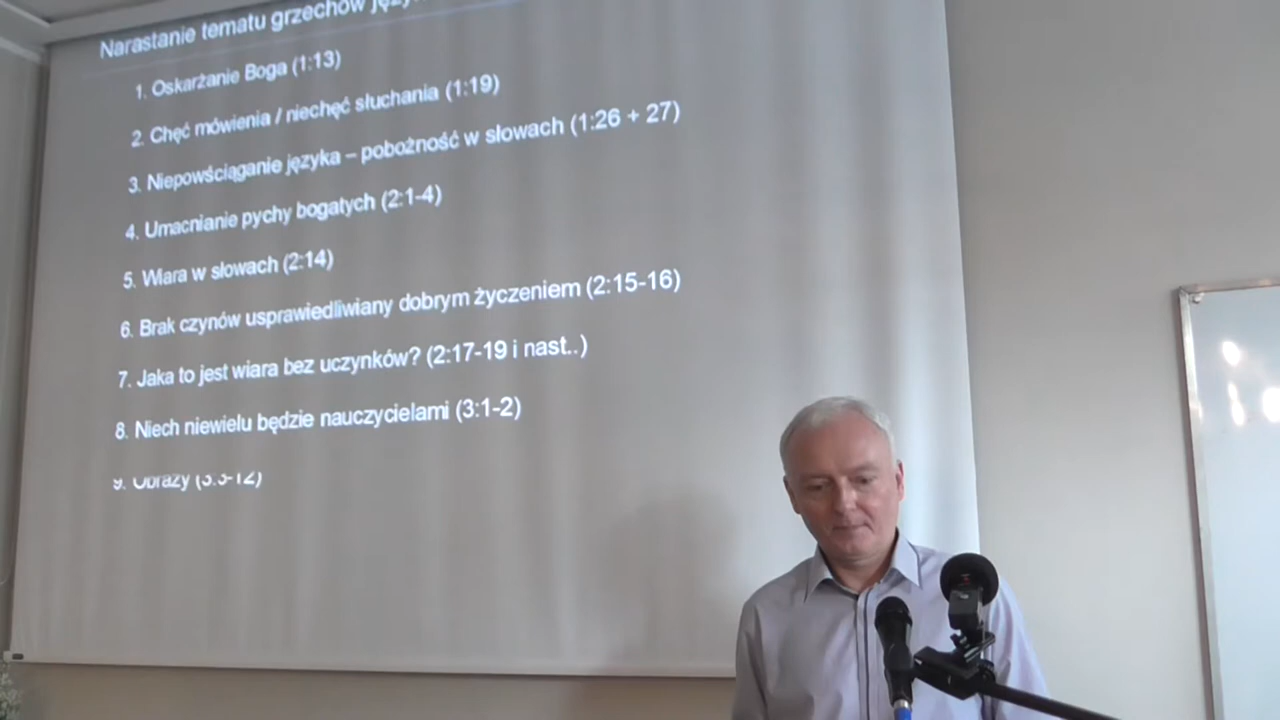 Narastanie tematu grzechów
1. Oskarżanie Boga (1:13)
2. Chęć mówienia / niechęć słuchania (1:19)
3. Niepowściąganie języka – pobożność w słowach (1:26 + 27)
4. Umacnianie pychy bogatych (2:1-4)
5. Wiara w słowach (2:14)
6. Brak czynów usprawiedliwiany dobrym życzeniem (2:15-16)
7. Jaka to jest wiara bez uczynków? (2:17-19 i nast..)
8. Niech niewielu będzie nauczycielami (3:1-2)
9. Obrazy (3:3-12)